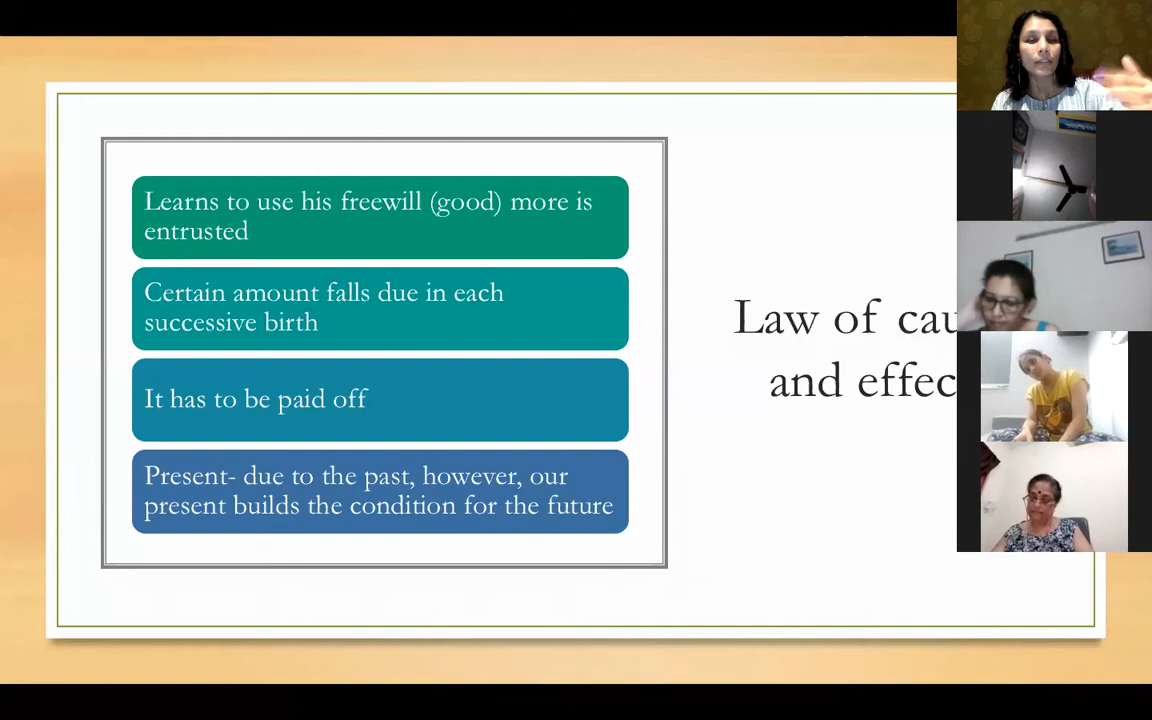 Learns to use his freewill (good) more is
entrusted
Certain amount falls due in each
successive birth
It has to be paid off
Present- due to the past, however, our
present builds the condition for the future
Law of cau
and effec